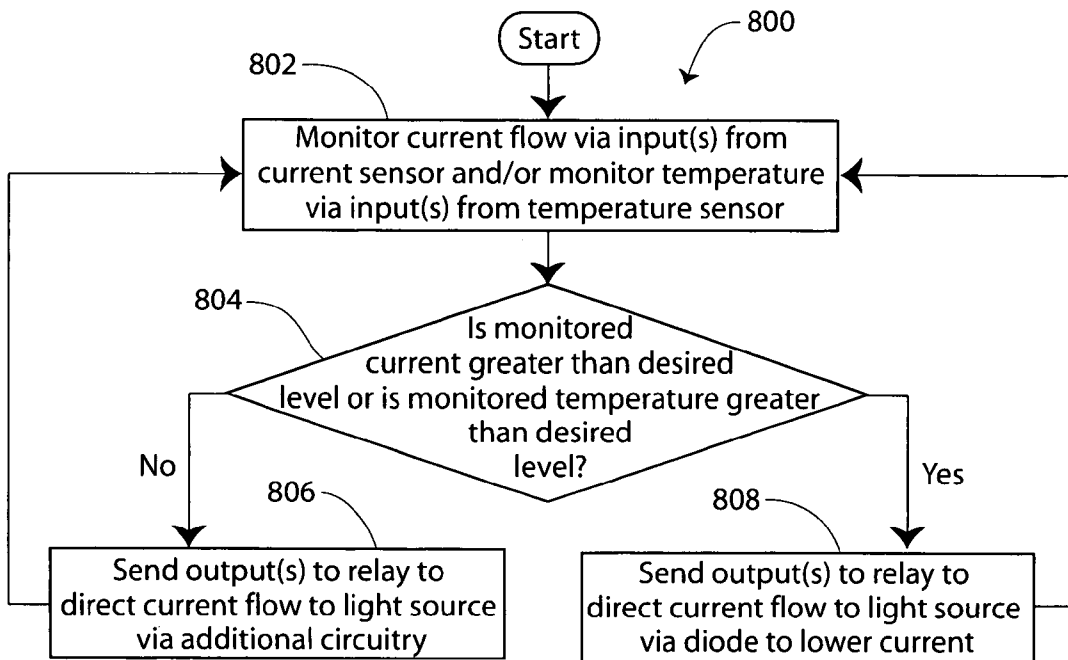 Start
800
802
Monitor current flow via input(s) from
current sensor and/or monitor temperature
via input(s) from temperature sensor
804
Is monitored
current greater than desired
level or is monitored temperature greater
than desired
level?
No
Yes
806
Send output(s) to relay to
direct current flow to light source
via additional circuitry
808
Send output(s) to relay to
direct current flow to light source
via diode to lower current